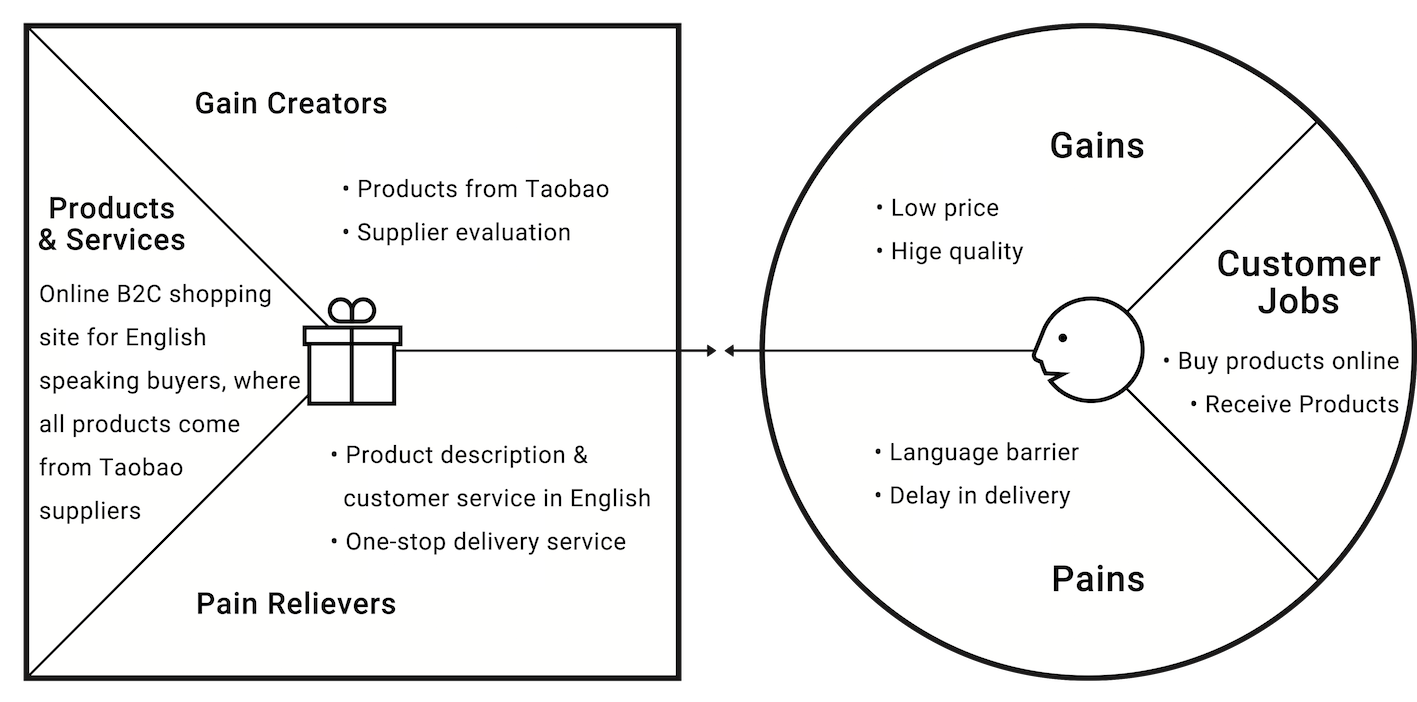 Gain Creators
• Products from Taobao
• Supplier evaluation
Products
& Services
Online B2C shopping
site for English
speaking buyers, where
all products come
from Taobao
suppliers
• Product description &
customer service in English
• One-stop delivery service
Pain Relievers
Gains
• Low price
• Hige quality
Customer
Jobs
• Buy products online
• Receive Products
• Language barrier
• Delay in delivery
Pains